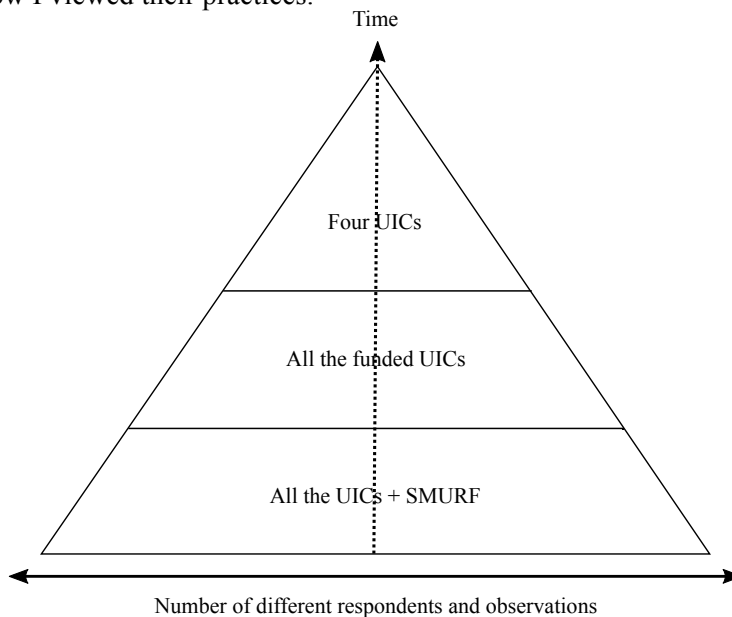 ow I viewed their practices.
Time
Four UICs
All the funded UICs
All the UICs + SMURF
Number of different respondents and observations